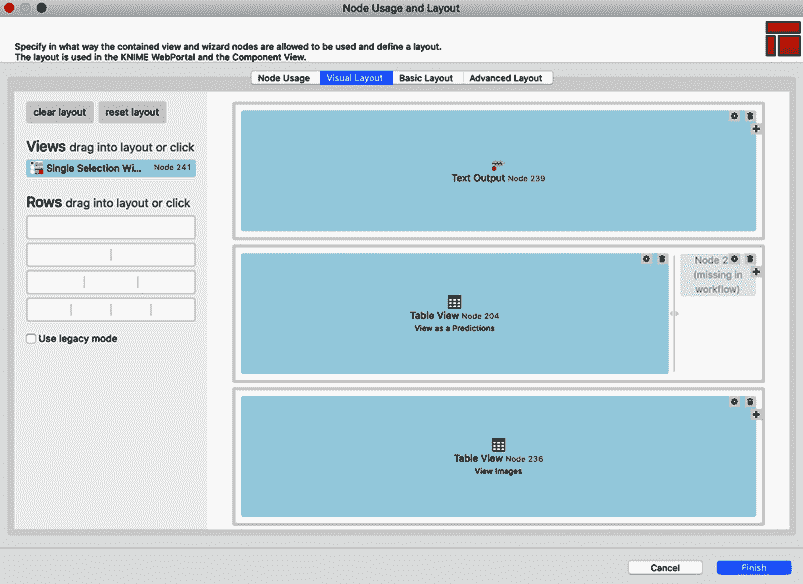 Node Usage and Layout
Specify in what way the contained view and wizard nodes are allowed to be used and define a layout.
The layout is used in the KNIME WebPortal and the Component View.
Node Usage Visual Layout Basic Layout Advanced Layout
clear layout reset layout
Views drag into layout or click
Single Selection Wi... Node 241
Rows drag into layout or click
Use legacy mode
Text Output Node 239
Table View Node 204
View as a Predictions
Node 2
(missing in
workflow)
Table View Node 236
View Images
Cancel Finish